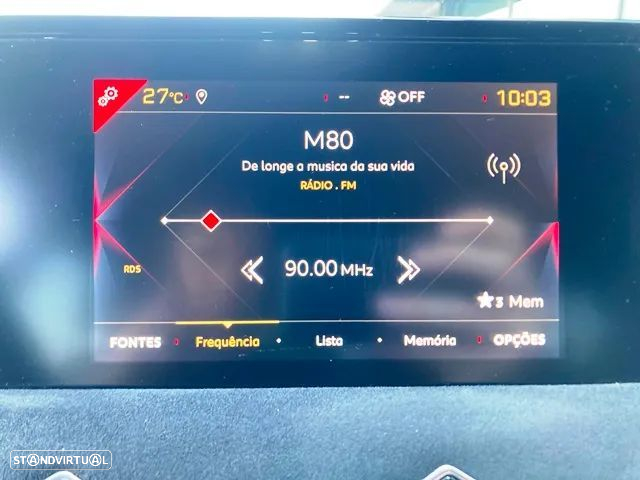 27°C -- OFF 10:03
M80
De longe a musica da sua vida
RÁDIO . FM
90.00 MHz
RDS
3 Mem
FONTES Frequência Lista Memória OPÇÕES
STANDVIRTUAL